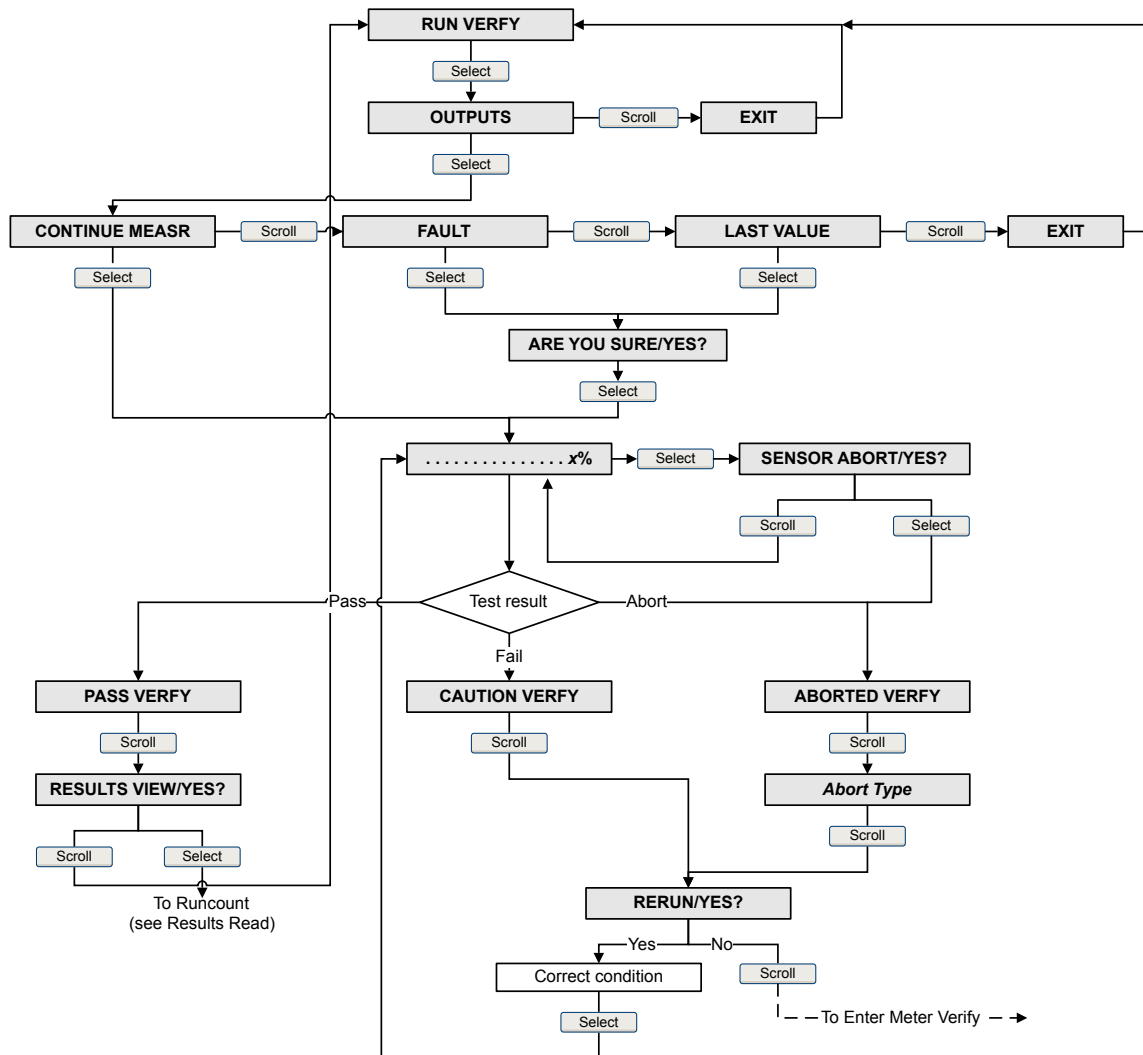 RUN VERFY
Select
OUTPUTS
Scroll
EXIT
Select
CONTINUE MEASR
Scroll
FAULT
Scroll
LAST VALUE
Scroll
EXIT
Select
Select
Select
ARE YOU SURE/YES?
Select
. . . . . . . . . . . . . . . x%
Select
SENSOR ABORT/YES?
Scroll
Select
Pass
Test result
Abort
Fail
PASS VERFY
CAUTION VERFY
ABORTED VERFY
Scroll
Scroll
Scroll
RESULTS VIEW/YES?
Abort Type
Scroll
Select
Scroll
To Runcount
(see Results Read)
RERUN/YES?
Yes
No
Correct condition
Scroll
Select
To Enter Meter Verify